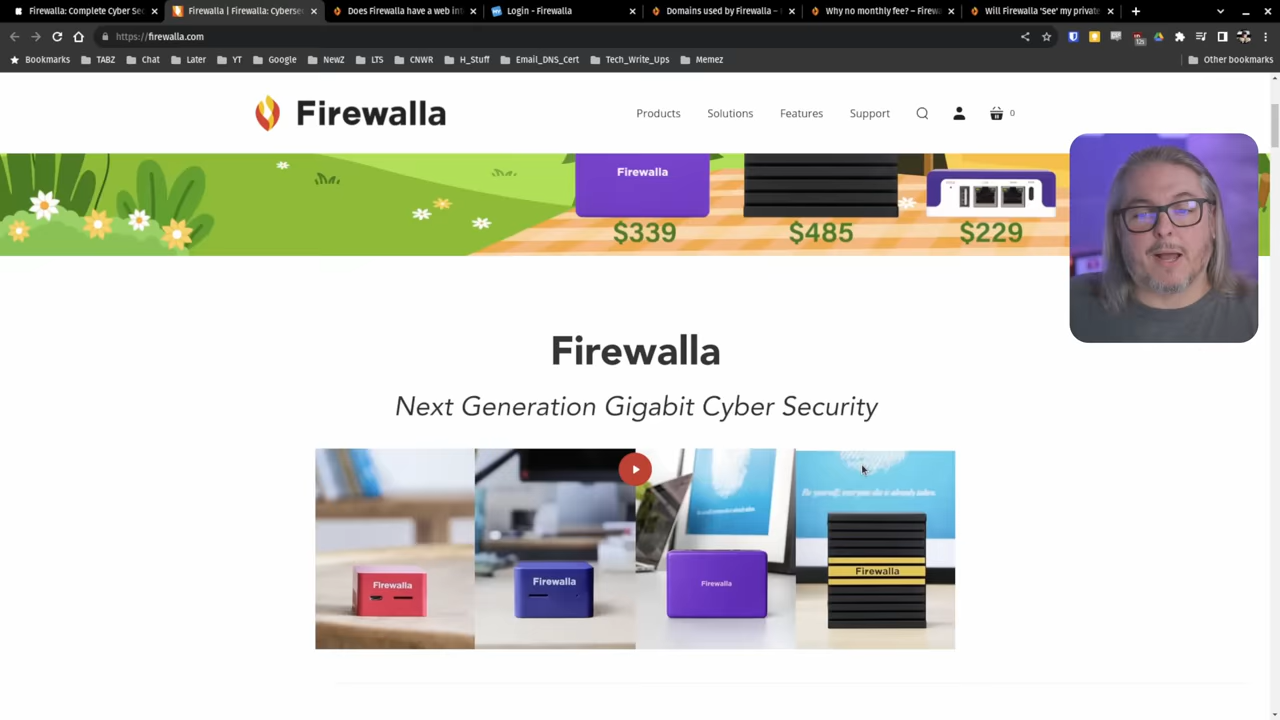 Firewalla: Complete Cyber Sec
Firewalla | Firewalla: Cyberse
Does Firewalla have a web int
Login - Firewalla
Domains used by Firewalla –
Why no monthly fee? – Firew
Will Firewalla 'See' my private
https://firewalla.com
Bookmarks TABZ Chat Later YT Google NewZ LTS CNWR H_Stuff Email_DNS_Cert Tech_Write_Ups Memez Other bookmarks
Firewalla
Products Solutions Features Support 0
Firewalla
$339 $485 $229
Firewalla
Next Generation Gigabit Cyber Security
Firewalla
Firewalla
Firewalla
Firewalla